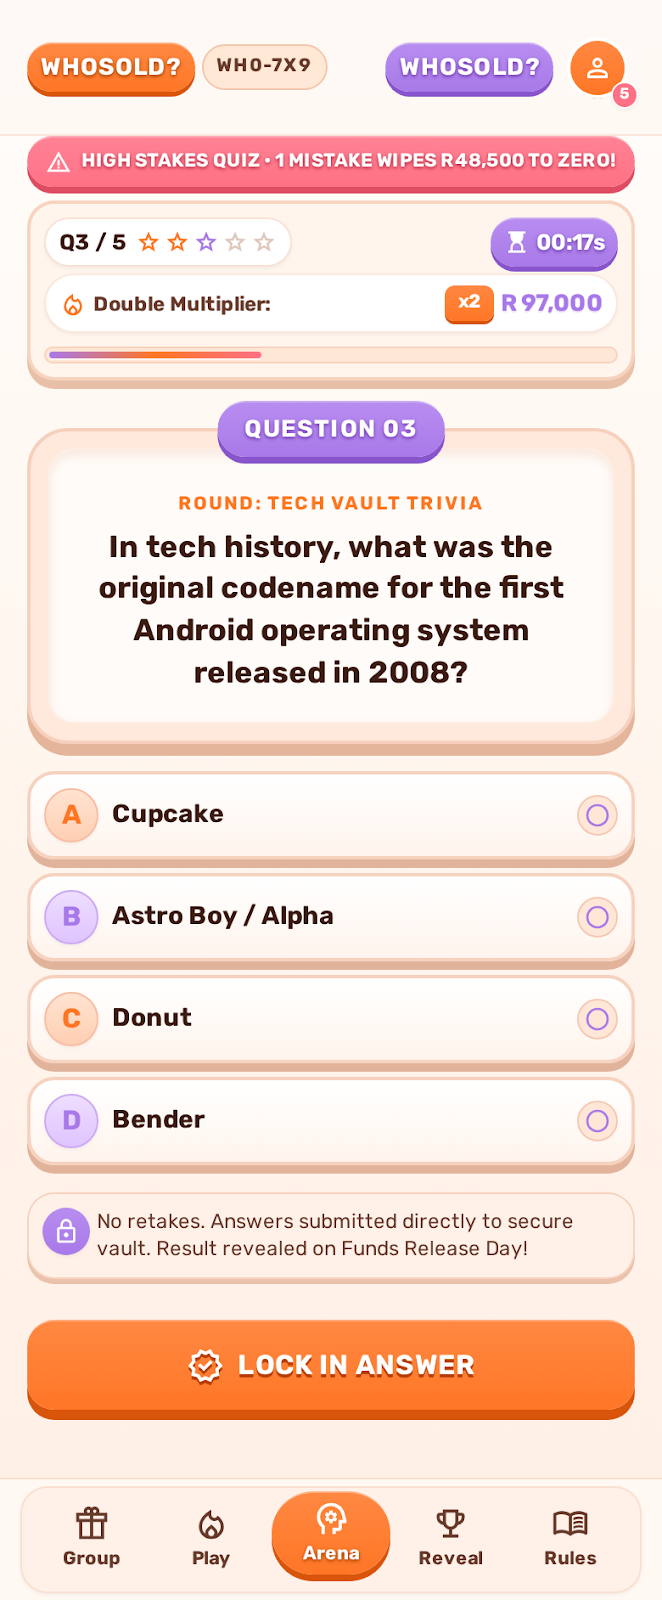 WHOSOLD?
WHO-7X9
WHOSOLD?
5
HIGH STAKES QUIZ • 1 MISTAKE WIPES R48,500 TO ZERO!
Q3 / 5
00:17s
Double Multiplier:
x2
R 97,000
QUESTION 03
ROUND: TECH VAULT TRIVIA
In tech history, what was the
original codename for the first
Android operating system
released in 2008?
A
Cupcake
B
Astro Boy / Alpha
C
Donut
D
Bender
No retakes. Answers submitted directly to secure
vault. Result revealed on Funds Release Day!
LOCK IN ANSWER
Group
Play
Arena
Reveal
Rules